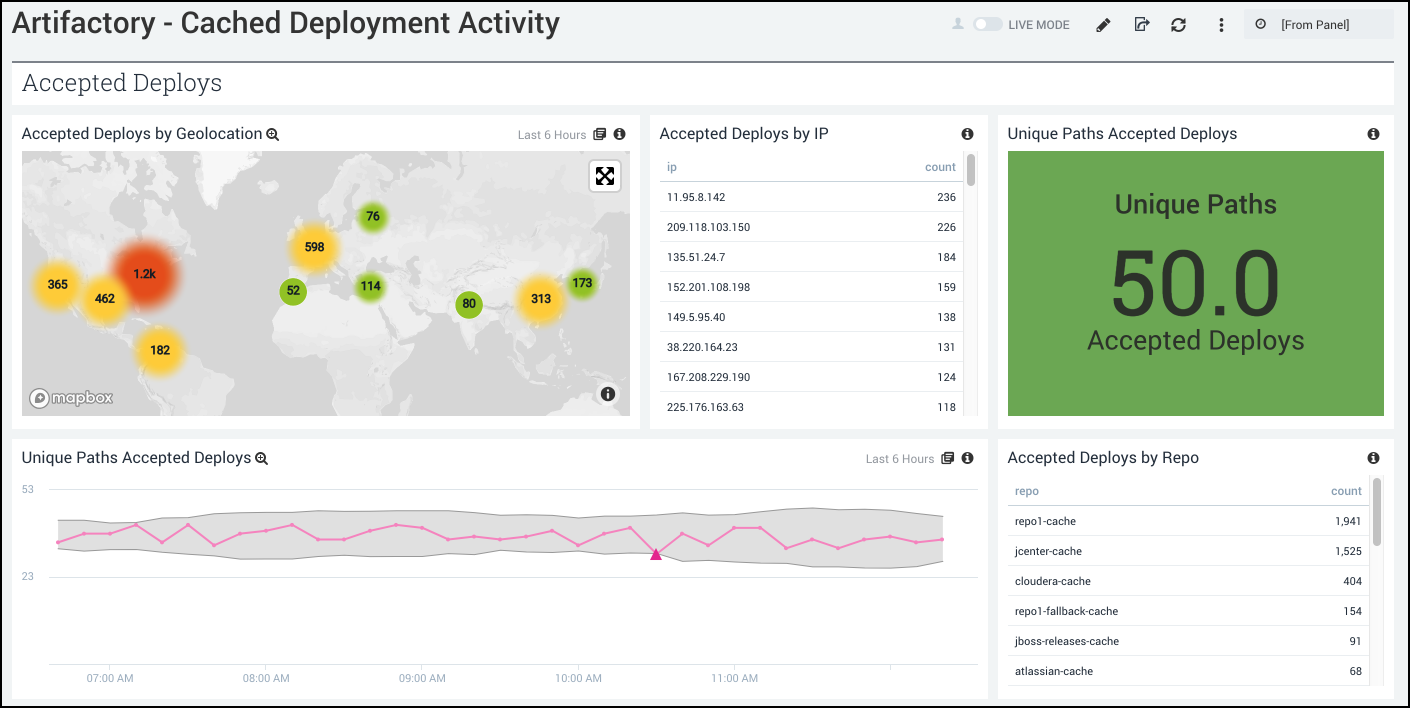 Artifactory - Cached Deployment Activity
LIVE MODE
[From Panel]
Accepted Deploys
Accepted Deploys by Geolocation
Last 6 Hours
76
598
1.2k
365
462
52
114
80
313
173
182
mapbox
Accepted Deploys by IP
ip count
11.95.8.142 236
209.118.103.150 226
135.51.24.7 184
152.201.108.198 159
149.5.95.40 138
38.220.164.23 131
167.208.229.190 124
225.176.163.63 118
Unique Paths Accepted Deploys
Unique Paths
50.0
Accepted Deploys
Unique Paths Accepted Deploys
Last 6 Hours
53
23
07:00 AM 08:00 AM 09:00 AM 10:00 AM 11:00 AM
Accepted Deploys by Repo
repo count
repo1-cache 1,941
jcenter-cache 1,525
cloudera-cache 404
repo1-fallback-cache 154
jboss-releases-cache 91
atlassian-cache 68